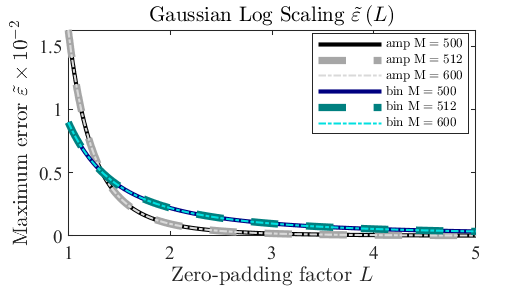 Gaussian Log Scaling ε̃ (L)
Maximum error ε̃ × 10⁻²
1.5
1
0.5
0
amp M = 500
amp M = 512
amp M = 600
bin M = 500
bin M = 512
bin M = 600
1 2 3 4 5
Zero-padding factor L